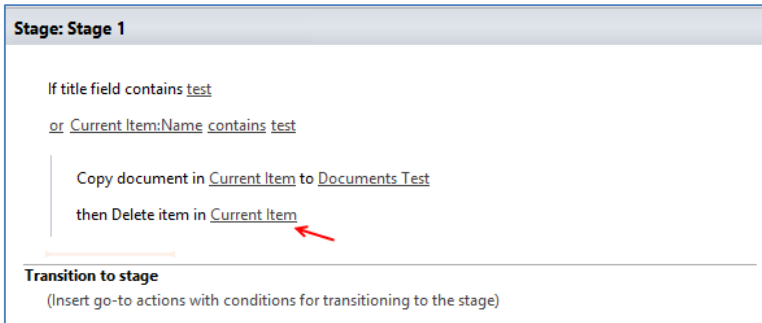 Stage: Stage 1
If title field contains test
or Current Item:Name contains test
Copy document in Current Item to Documents Test
then Delete item in Current Item
Transition to stage
(Insert go-to actions with conditions for transitioning to the stage)